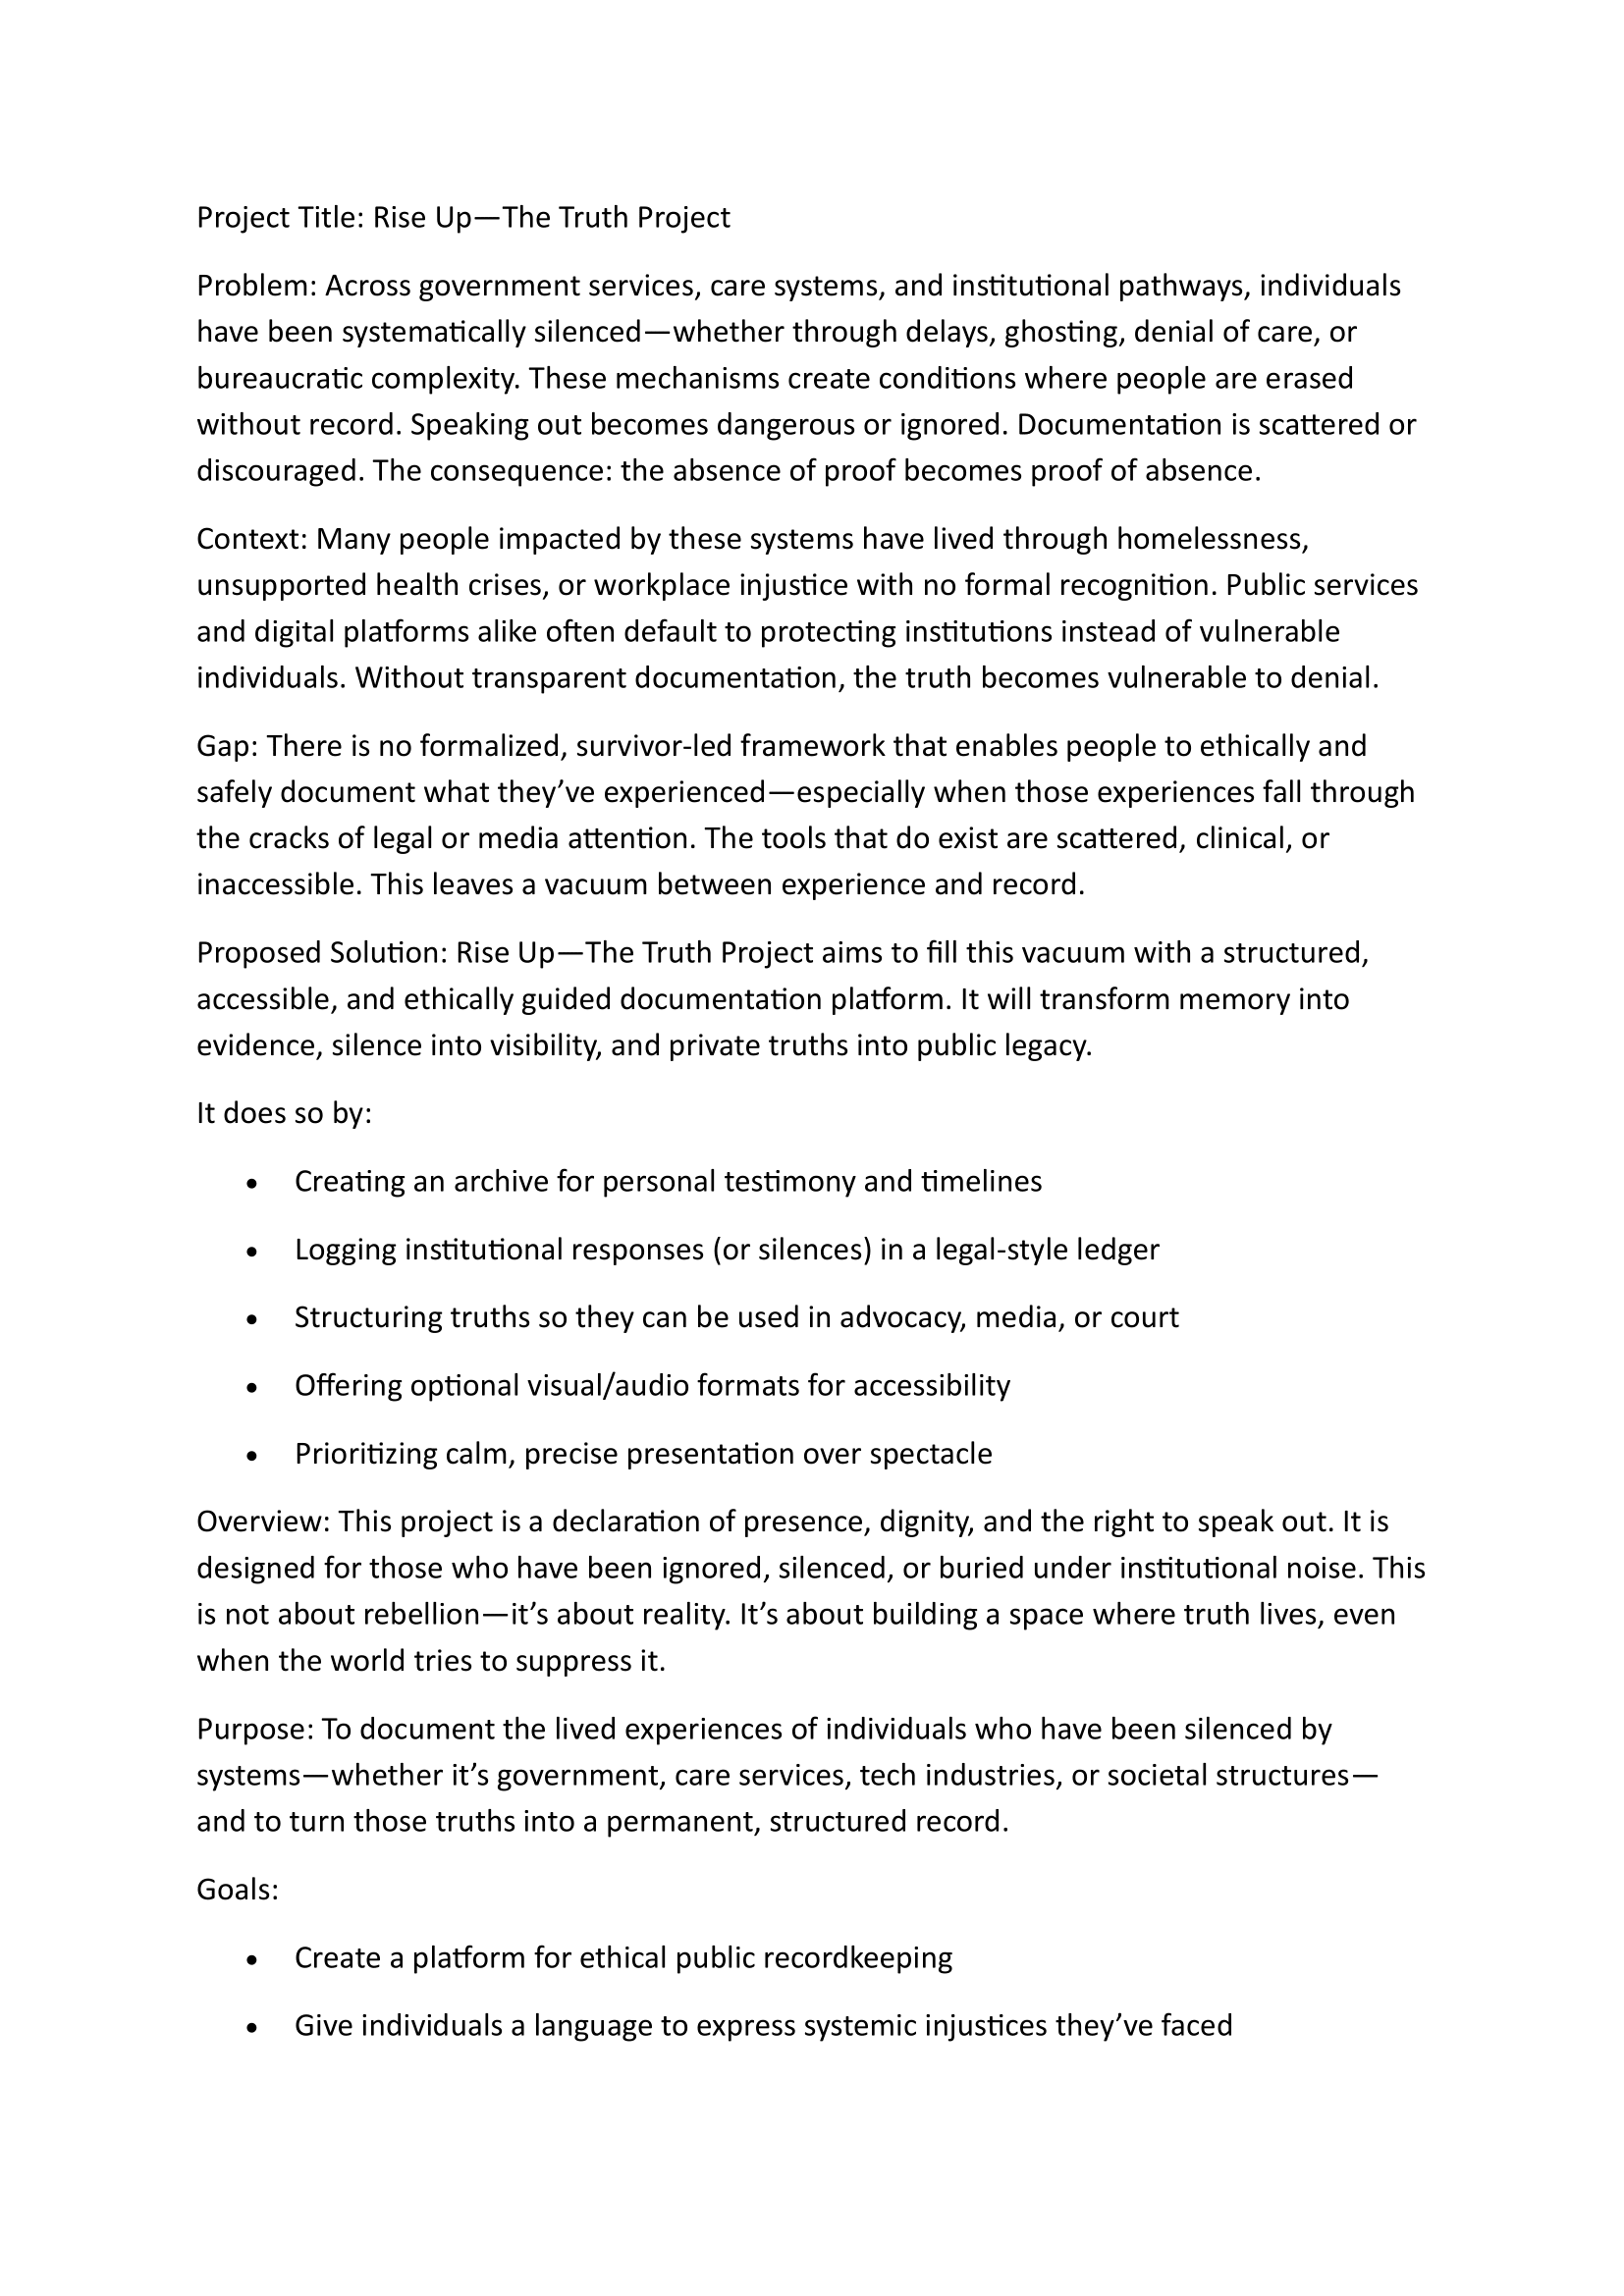 Project Title: Rise Up—The Truth Project
Problem: Across government services, care systems, and institutional pathways, individuals
have been systematically silenced—whether through delays, ghosting, denial of care, or
bureaucratic complexity. These mechanisms create conditions where people are erased
without record. Speaking out becomes dangerous or ignored. Documentation is scattered or
discouraged. The consequence: the absence of proof becomes proof of absence.
Context: Many people impacted by these systems have lived through homelessness,
unsupported health crises, or workplace injustice with no formal recognition. Public services
and digital platforms alike often default to protecting institutions instead of vulnerable
individuals. Without transparent documentation, the truth becomes vulnerable to denial.
Gap: There is no formalized, survivor-led framework that enables people to ethically and
safely document what they’ve experienced—especially when those experiences fall through
the cracks of legal or media attention. The tools that do exist are scattered, clinical, or
inaccessible. This leaves a vacuum between experience and record.
Proposed Solution: Rise Up—The Truth Project aims to fill this vacuum with a structured,
accessible, and ethically guided documentation platform. It will transform memory into
evidence, silence into visibility, and private truths into public legacy.
It does so by:
• Creating an archive for personal testimony and timelines
• Logging institutional responses (or silences) in a legal-style ledger
• Structuring truths so they can be used in advocacy, media, or court
• Offering optional visual/audio formats for accessibility
• Prioritizing calm, precise presentation over spectacle
Overview: This project is a declaration of presence, dignity, and the right to speak out. It is
designed for those who have been ignored, silenced, or buried under institutional noise. This
is not about rebellion—it’s about reality. It’s about building a space where truth lives, even
when the world tries to suppress it.
Purpose: To document the lived experiences of individuals who have been silenced by
systems—whether it’s government, care services, tech industries, or societal structures—
and to turn those truths into a permanent, structured record.
Goals:
• Create a platform for ethical public recordkeeping
• Give individuals a language to express systemic injustices they’ve faced